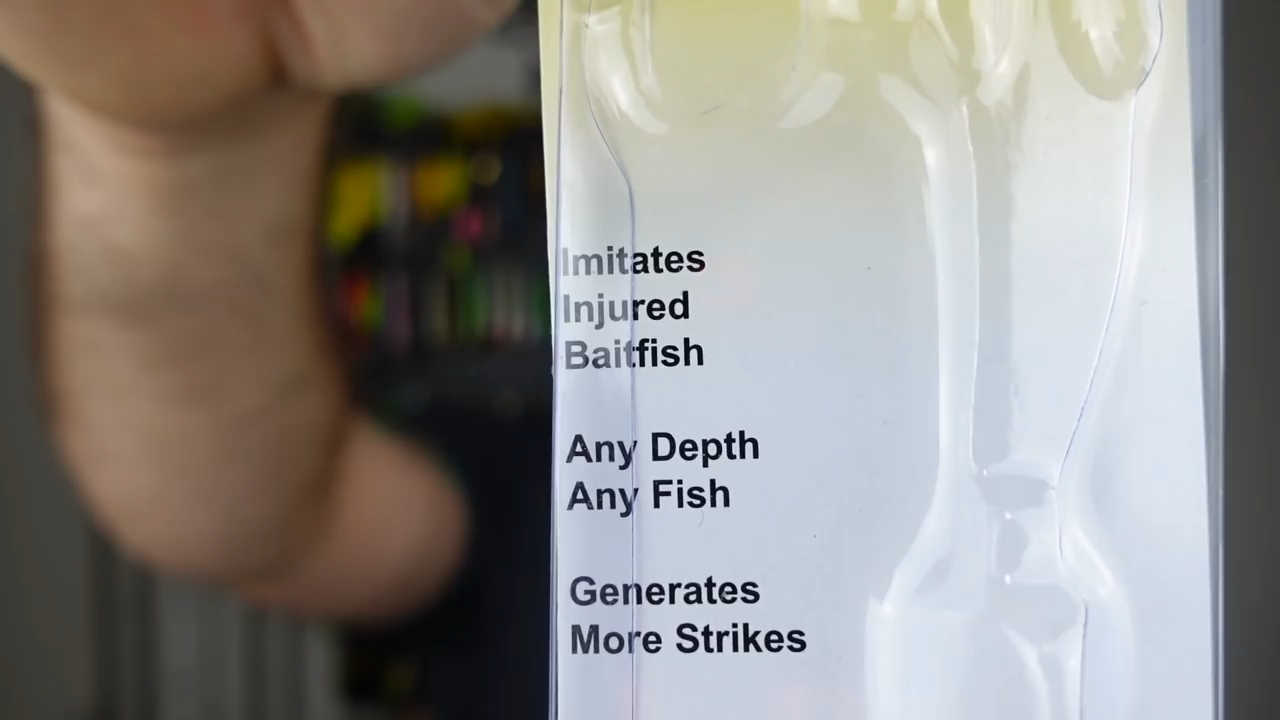 Imitates
Injured
Baitfish
Any Depth
Any Fish
Generates
More Strikes